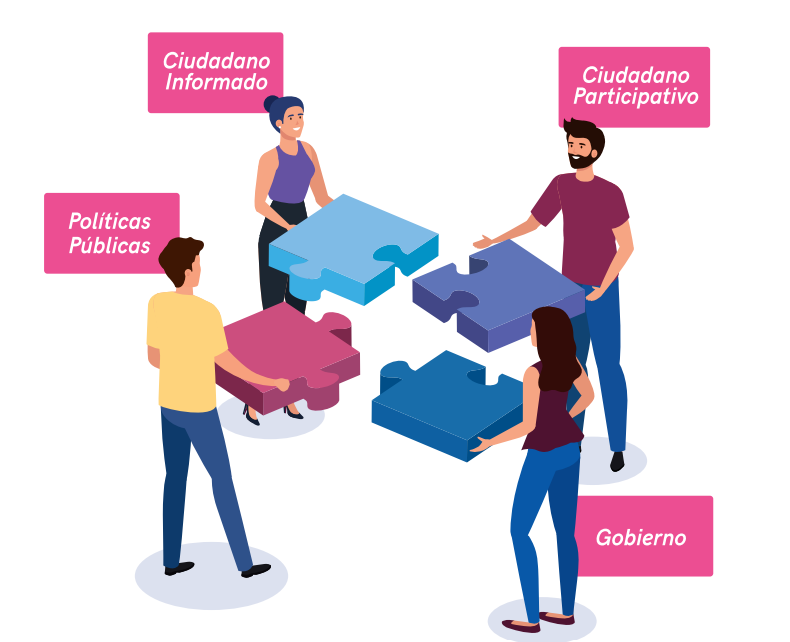 Ciudadano
Informado
Ciudadano
Participativo
Políticas
Públicas
Gobierno